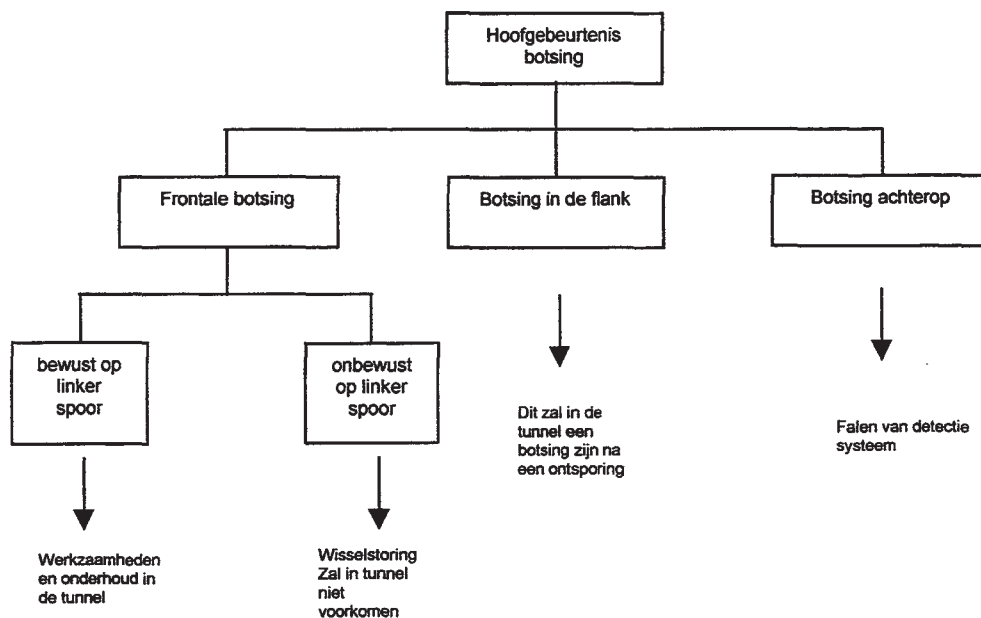 Hoofgebeurtenis
botsing
Frontale botsing
Botsing in de flank
Botsing achterop
bewust op
linker
spoor
onbewust
op linker
spoor
Dit zal in de
tunnel een
botsing zijn na
een ontsporing
Falen van detectie
systeem
Werkzaamheden
en onderhoud in
de tunnel
Wisselstoring
Zal in tunnel
niet
voorkomen